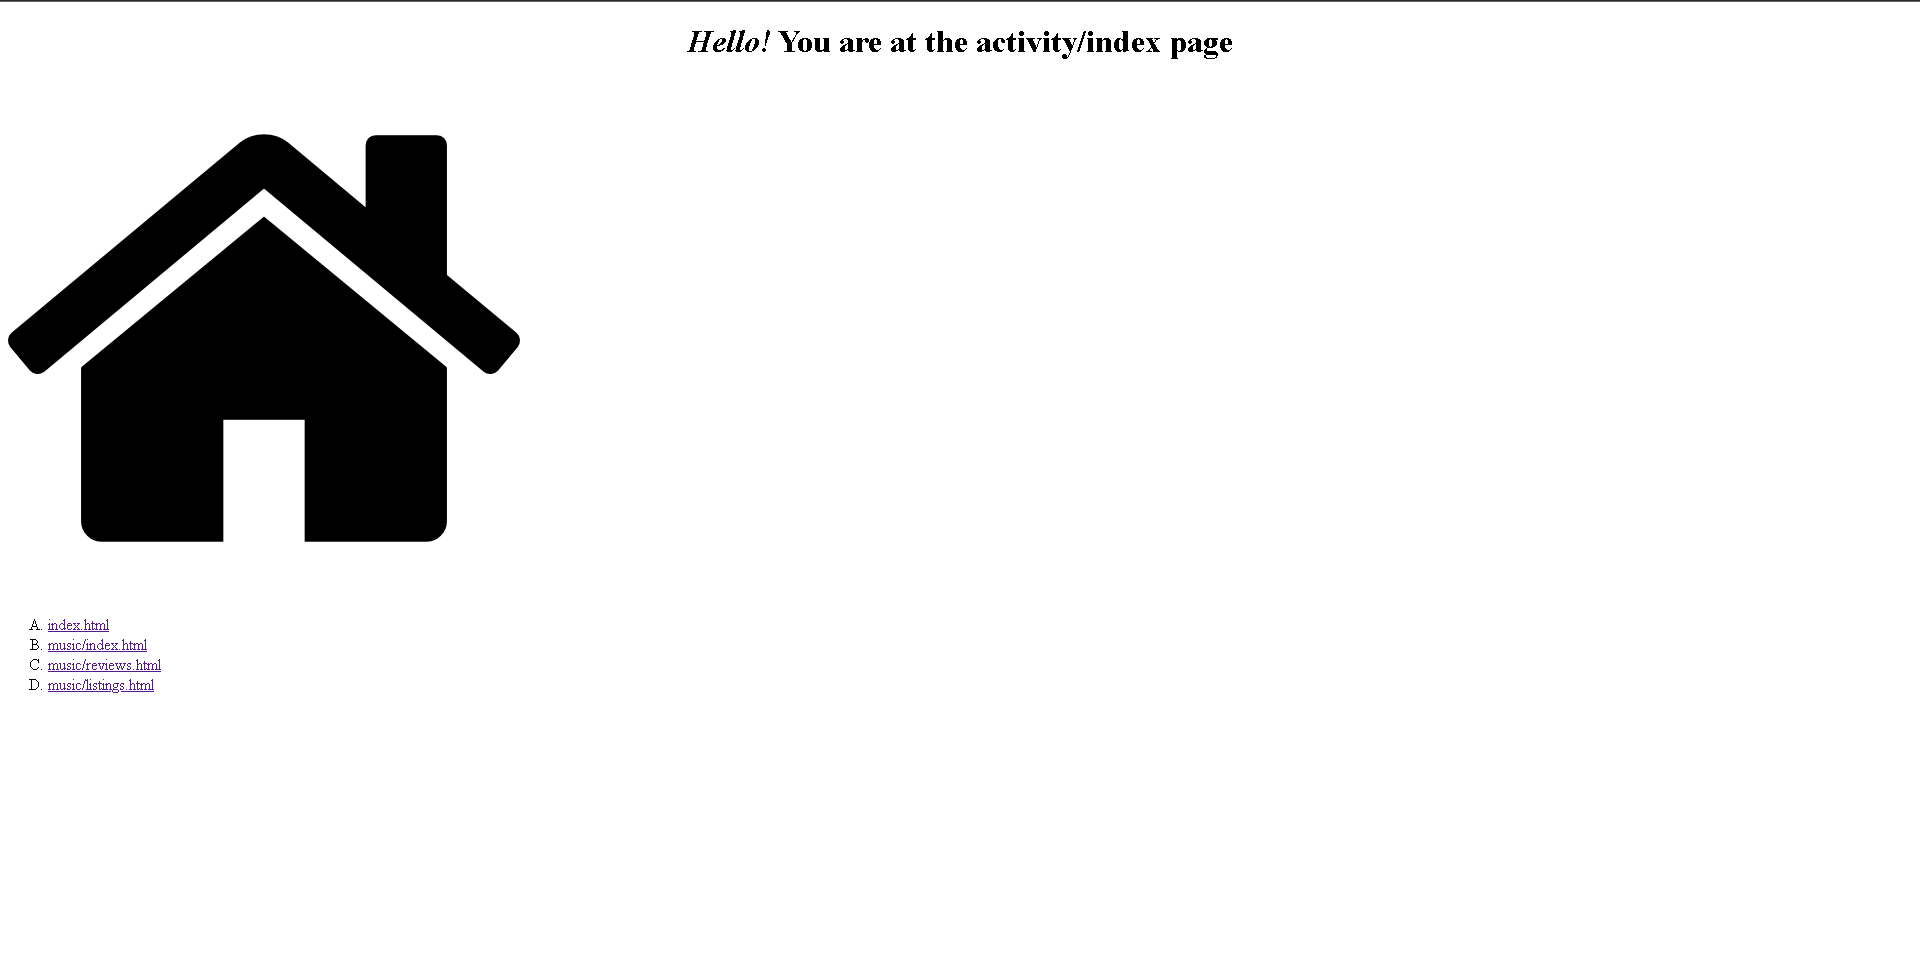 Hello! You are at the activity/index page
A. index.html
B. music/index.html
C. music/reviews.html
D. music/listings.html